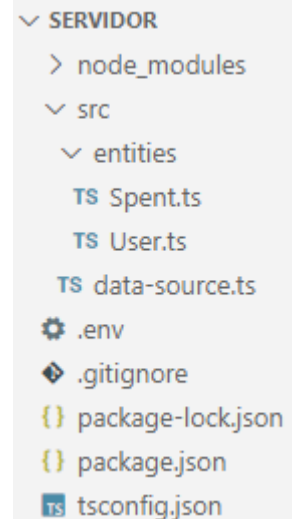 SERVIDOR
node_modules
src
entities
TS Spent.ts
TS User.ts
TS data-source.ts
.env
.gitignore
{} package-lock.json
{} package.json
TS tsconfig.json